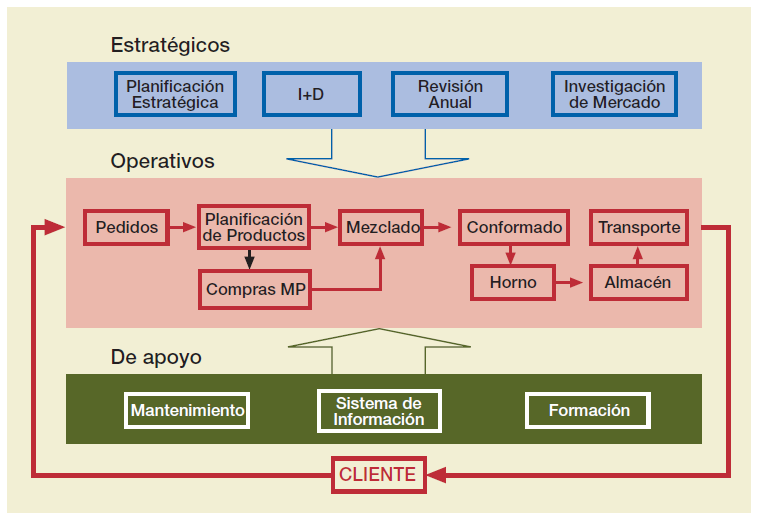 Estratégicos
Planificación
Estratégica
I+D
Revisión
Anual
Investigación
de Mercado
Operativos
Pedidos
Planificación
de Productos
Mezclado
Conformado
Transporte
Compras MP
Horno
Almacén
De apoyo
Mantenimiento
Sistema de
Información
Formación
CLIENTE